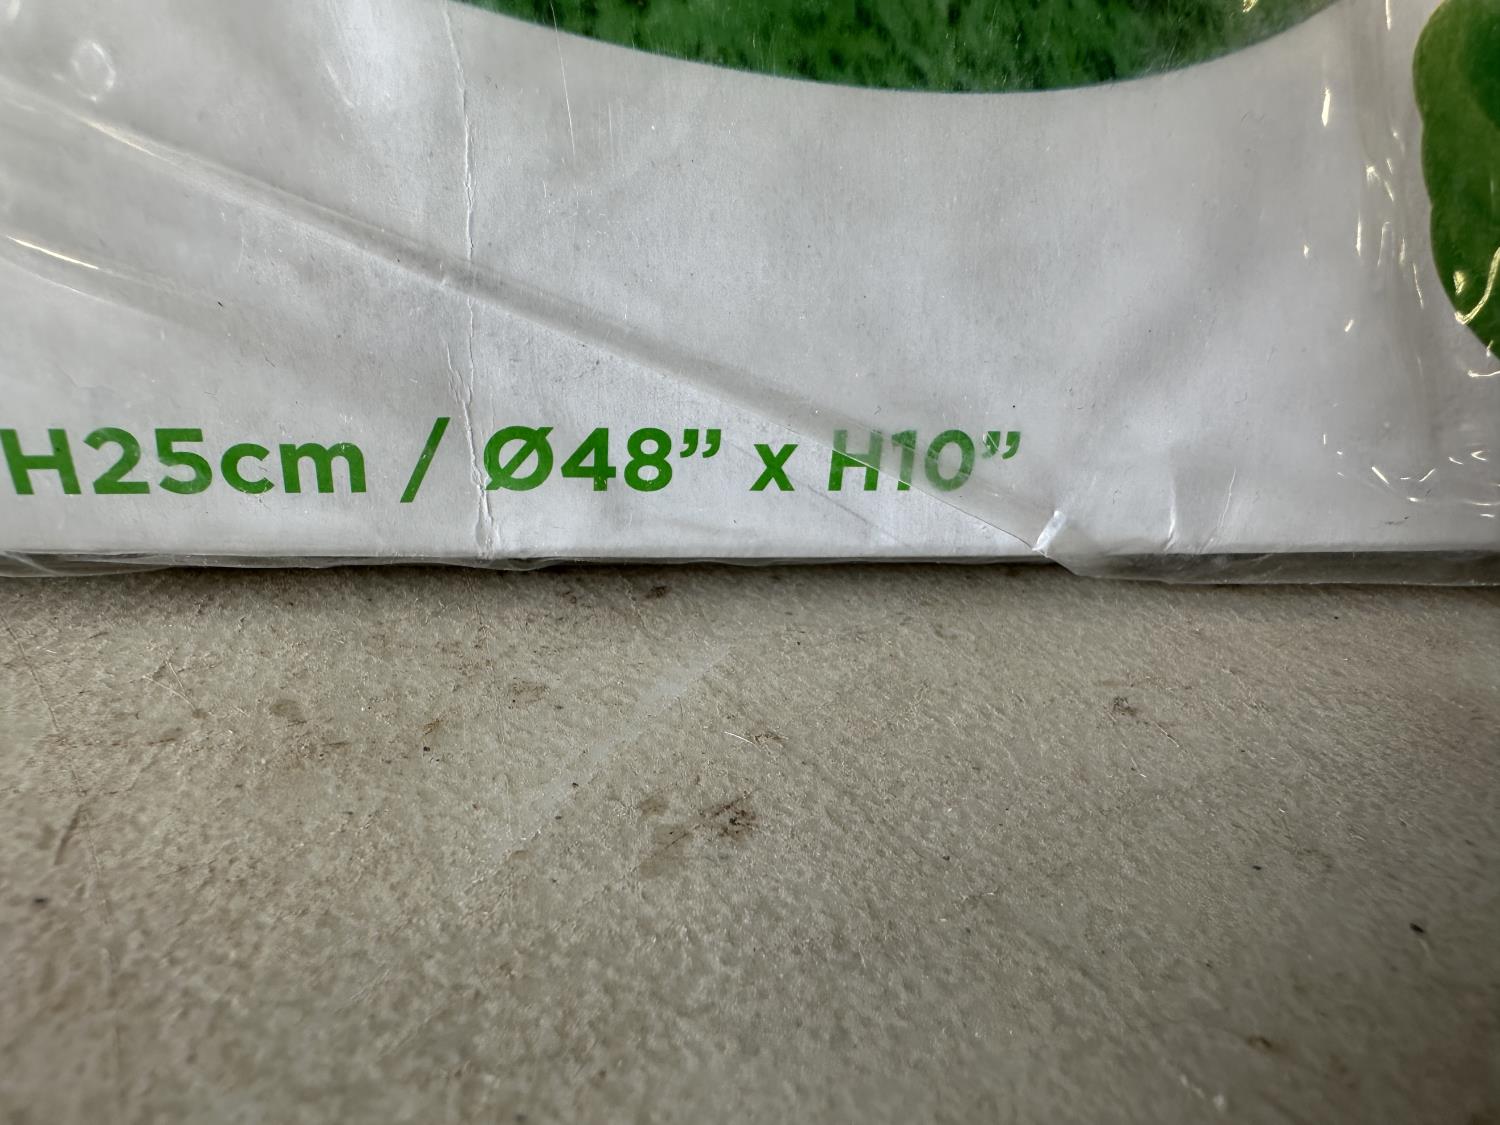 H25cm / Ø48” x H10”